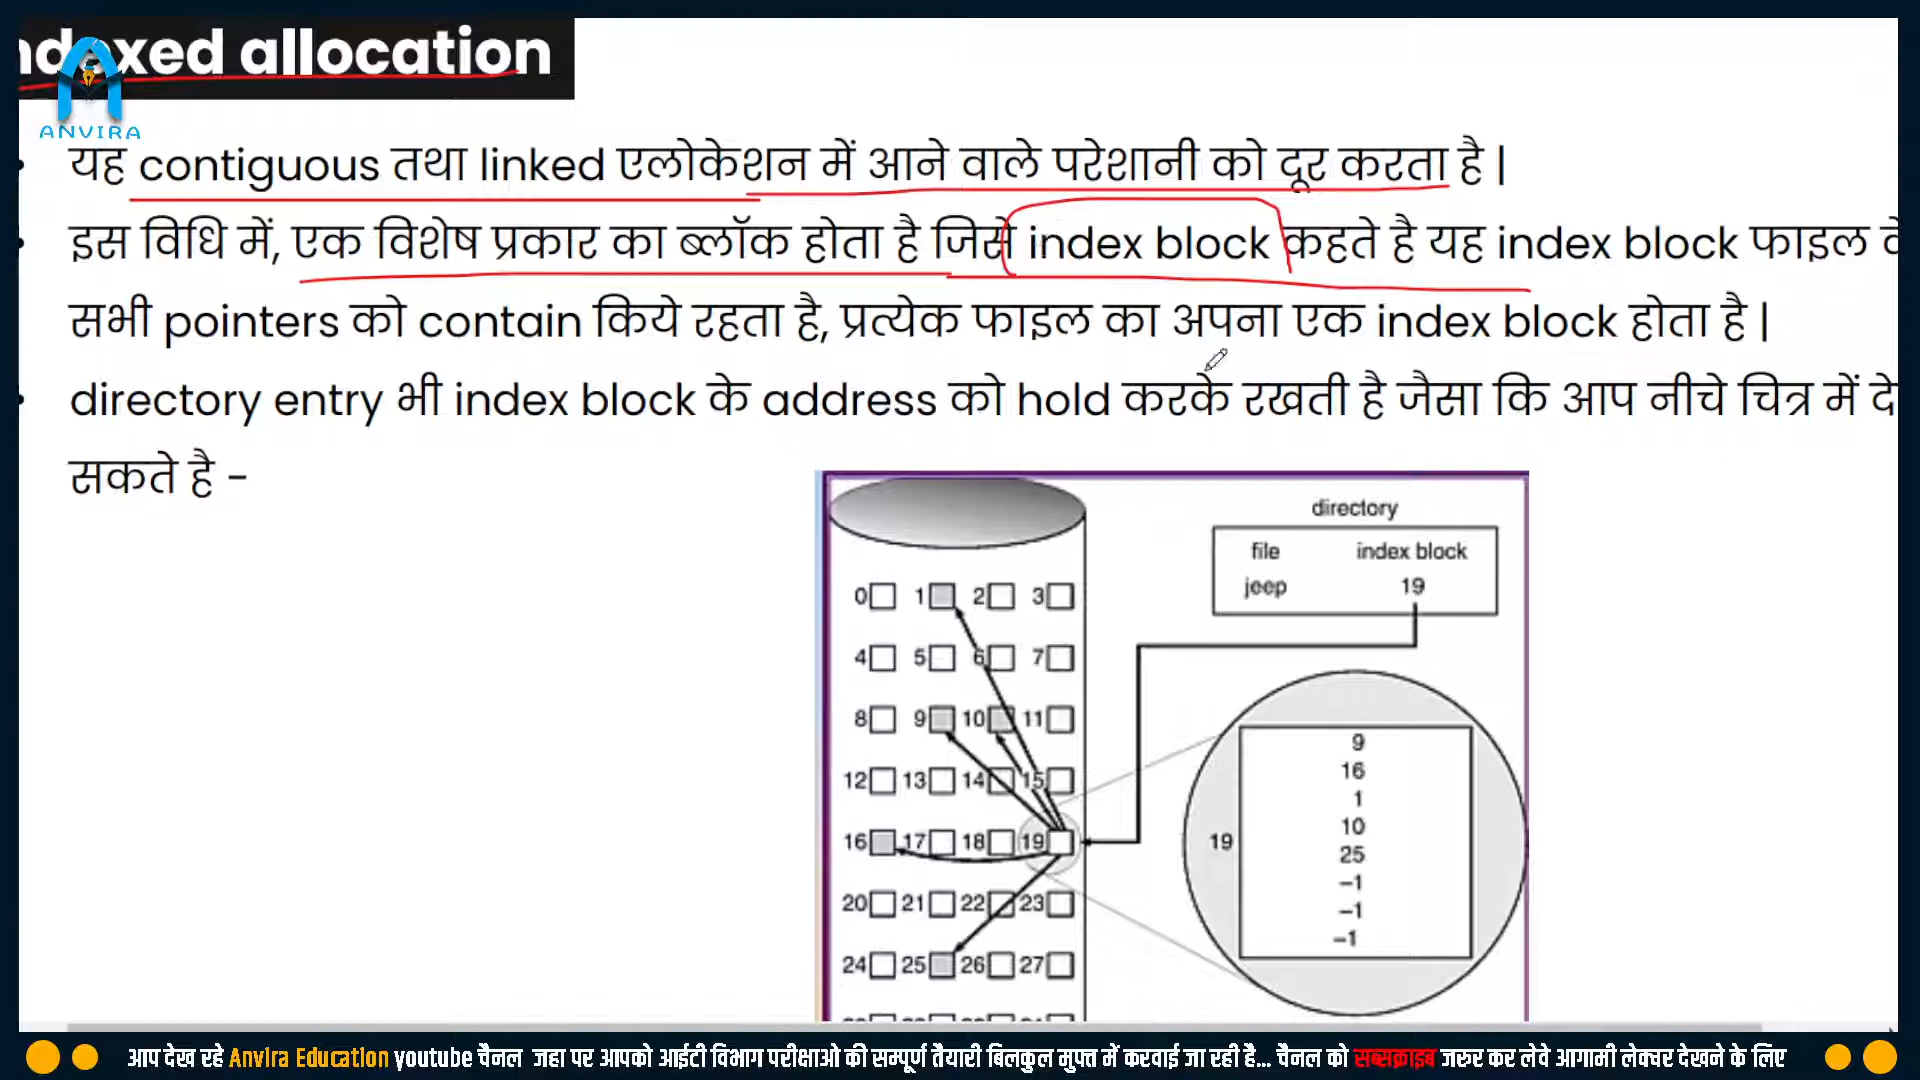 ndexed allocation
ANVIRA
यह contiguous तथा linked एलोकेशन में आने वाले परेशानी को दूर करता है |
इस विधि में, एक विशेष प्रकार का ब्लॉक होता है जिसे index block कहते है यह index block फाइल के
सभी pointers को contain किये रहता है, प्रत्येक फाइल का अपना एक index block होता है |
directory entry भी index block के address को hold करके रखती है जैसा कि आप नीचे चित्र में दे
सकते है -
directory
file index block
jeep 19
0 1 2 3
4 5 6 7
8 9 10 11
12 13 14 15
16 17 18 19
20 21 22 23
24 25 26 27
19
9
16
1
10
25
-1
-1
-1
आप देख रहे Anvira Education youtube चैनल जहा पर आपको आईटी विभाग परीक्षाओ की सम्पूर्ण तैयारी बिलकुल मुफ्त में करवाई जा रही है... चैनल को सब्सक्राइब जरुर कर लेवे आगामी लेक्चर देखने के लिए